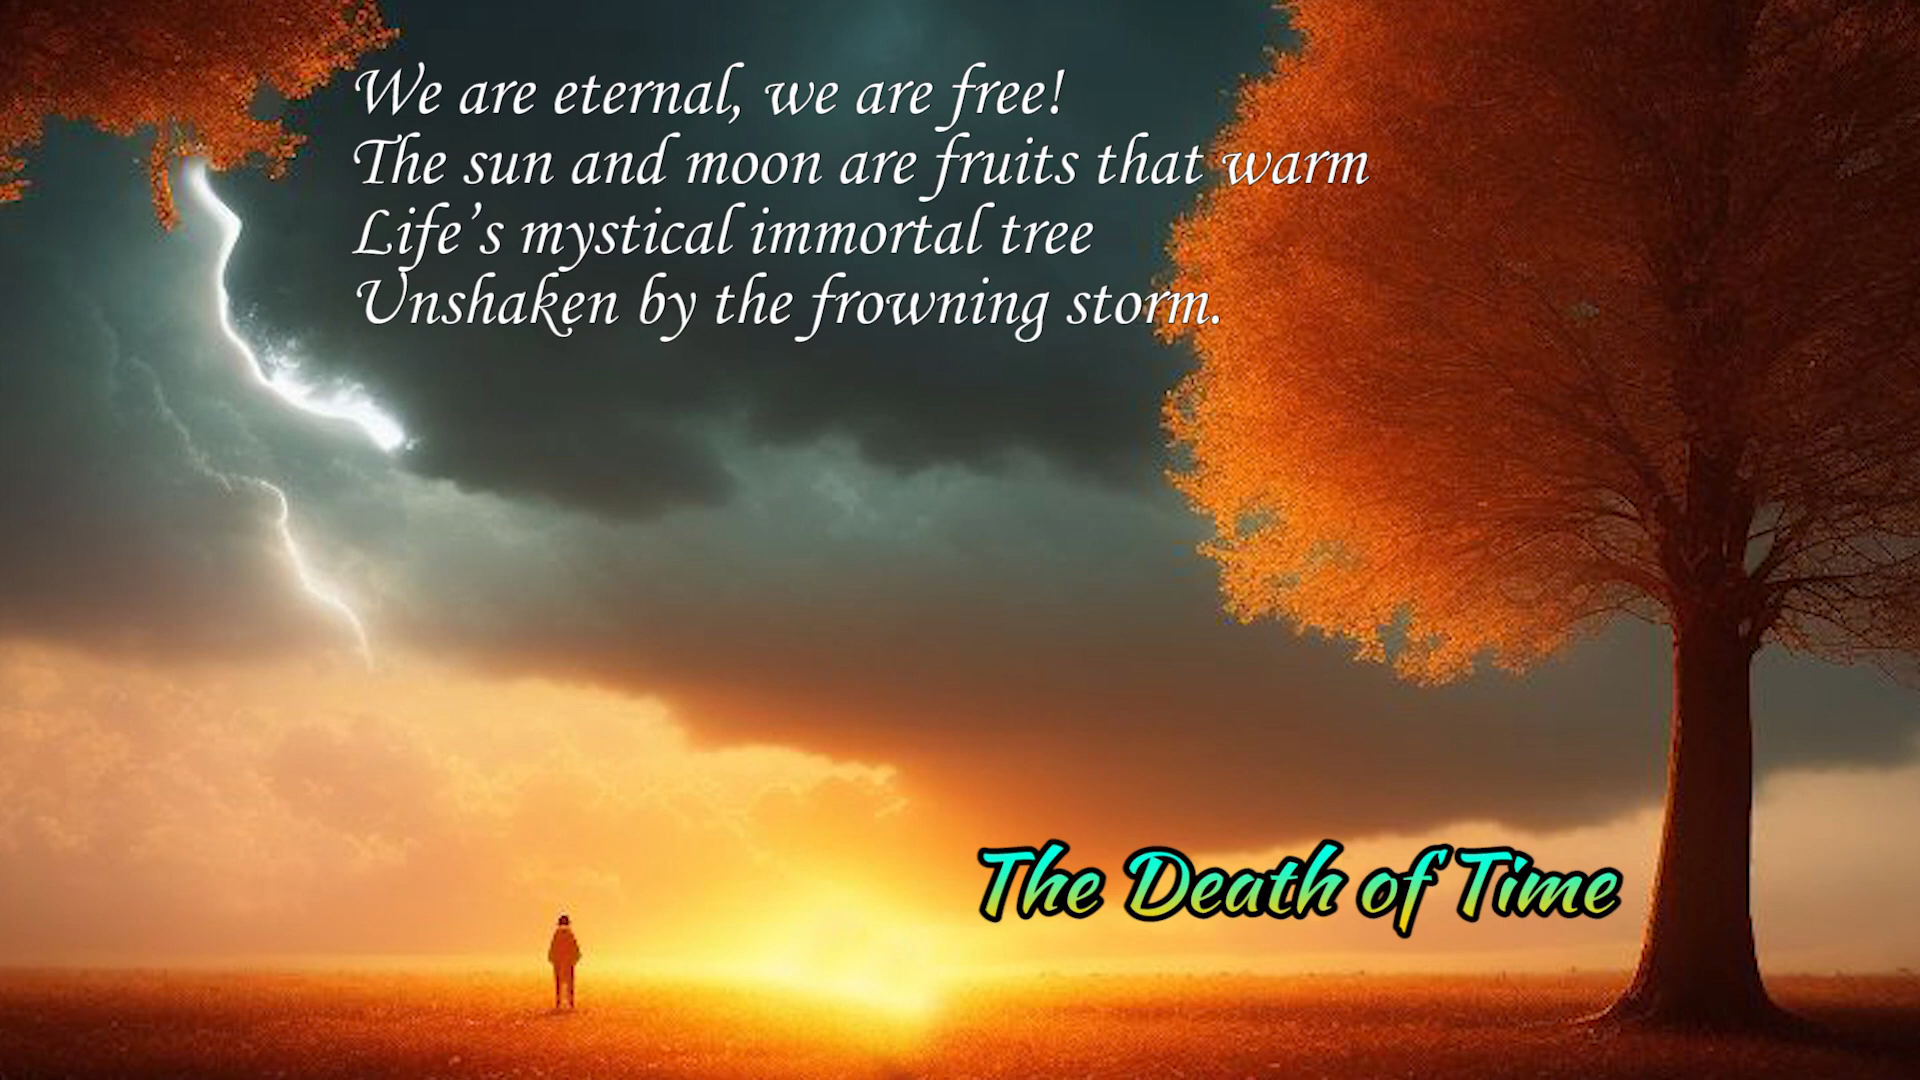 We are eternal, we are free!
The sun and moon are fruits that warm
Life’s mystical immortal tree
Unshaken by the frowning storm.
The Death of Time